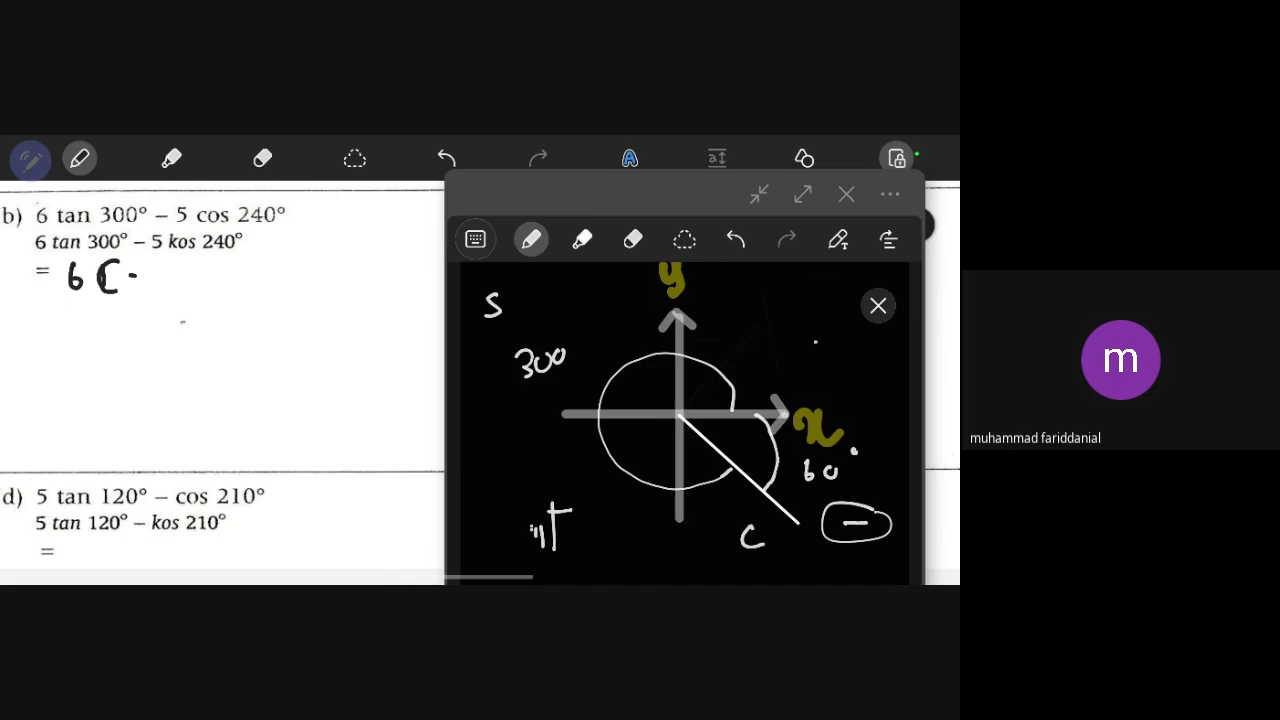 b) 6 tan 300° – 5 cos 240°
6 tan 300° – 5 kos 240°
= 6 (-
d) 5 tan 120° – cos 210°
5 tan 120° – kos 210°
=
y
S
300
x
60°
T
C
–
A
a
m
muhammad fariddanial